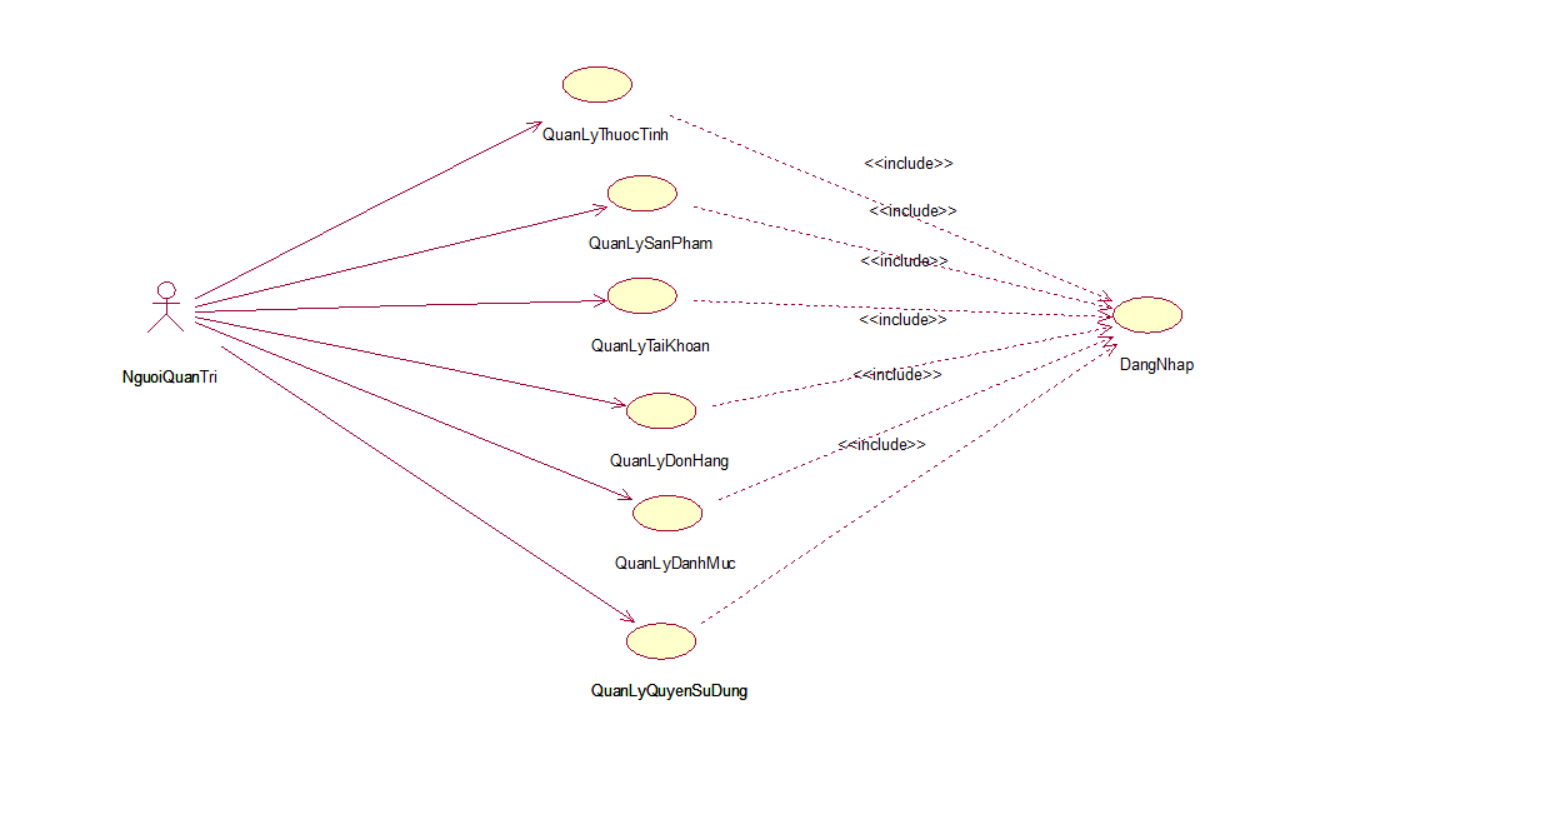 QuanLyThuocTinh
<<include>>
<<include>>
QuanLySanPham
<<include>>
<<include>>
QuanLyTaiKhoan
DangNhap
NguoiQuanTri
<<include>>
<<include>>
QuanLyDonHang
QuanLyDanhMuc
QuanLyQuyenSuDung